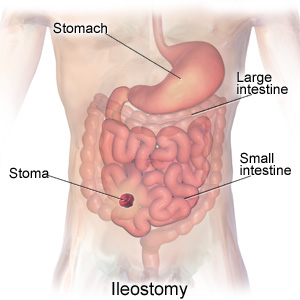 Stomach
Large
intestine
Small
intestine
Stoma
Ileostomy